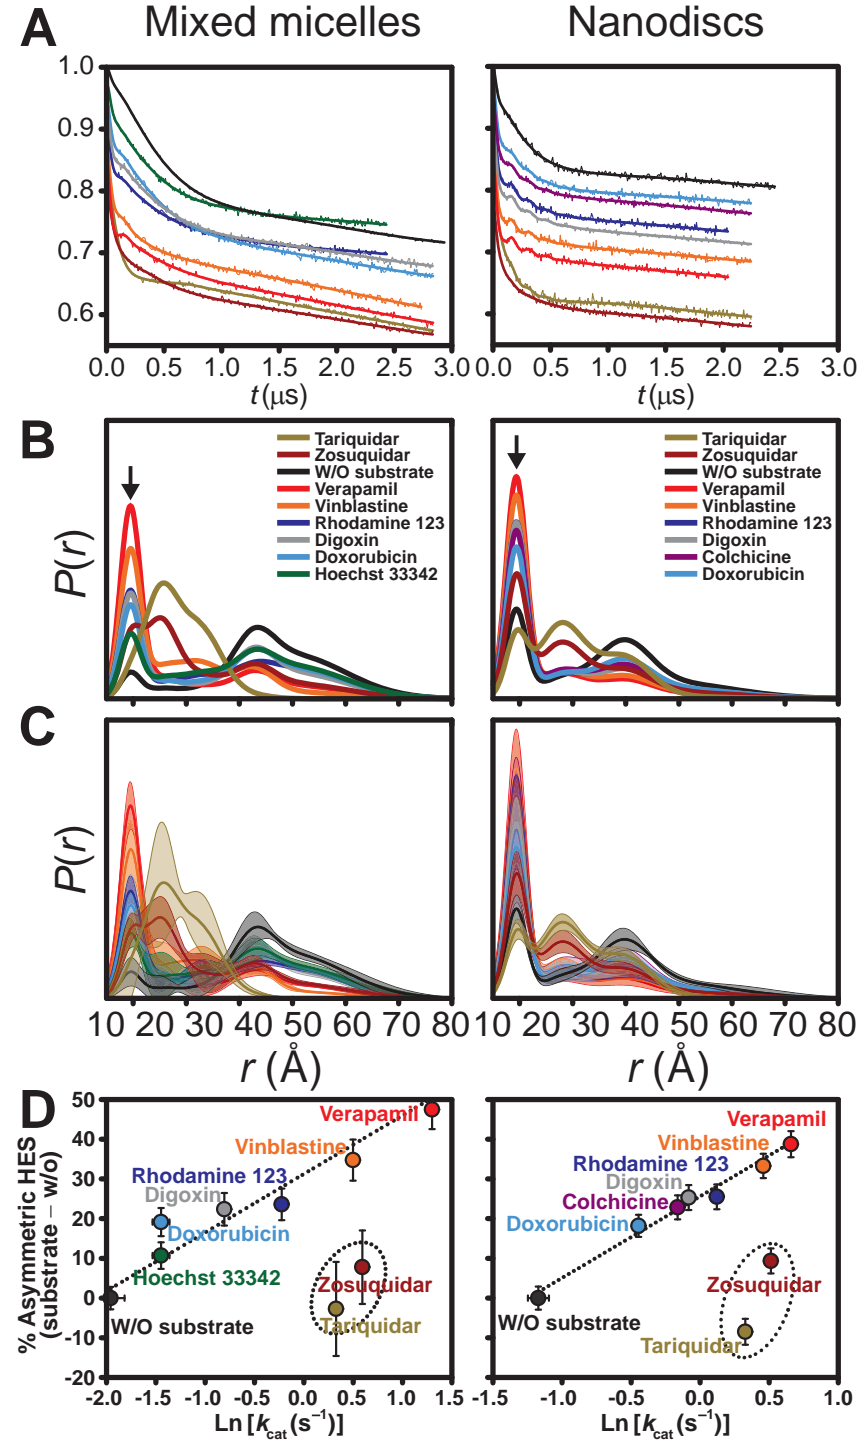 Mixed micelles
Nanodiscs
A
1.0
0.9
0.8
0.7
0.6
0.0 0.5 1.0 1.5 2.0 2.5 3.0
0.0 0.5 1.0 1.5 2.0 2.5 3.0
t (μs)
t (μs)
B
P(r)
Tariquidar
Zosuquidar
W/O substrate
Verapamil
Vinblastine
Rhodamine 123
Digoxin
Doxorubicin
Hoechst 33342
Tariquidar
Zosuquidar
W/O substrate
Verapamil
Vinblastine
Rhodamine 123
Digoxin
Colchicine
Doxorubicin
C
P(r)
10 20 30 40 50 60 70 80
10 20 30 40 50 60 70 80
r (Å)
r (Å)
D
% Asymmetric HES
(substrate – w/o)
50
40
30
20
10
0
-10
-20
Verapamil
Vinblastine
Rhodamine 123
Digoxin
Doxorubicin
Hoechst 33342
Zosuquidar
Tariquidar
W/O substrate
-2.0 -1.5 -1.0 -0.5 0.0 0.5 1.0 1.5
Ln [kcat (s⁻¹)]
Verapamil
Vinblastine
Rhodamine 123
Digoxin
Colchicine
Doxorubicin
Zosuquidar
W/O substrate
Tariquidar
-1.5 -1.0 -0.5 0.0 0.5 1.0
Ln [kcat (s⁻¹)]